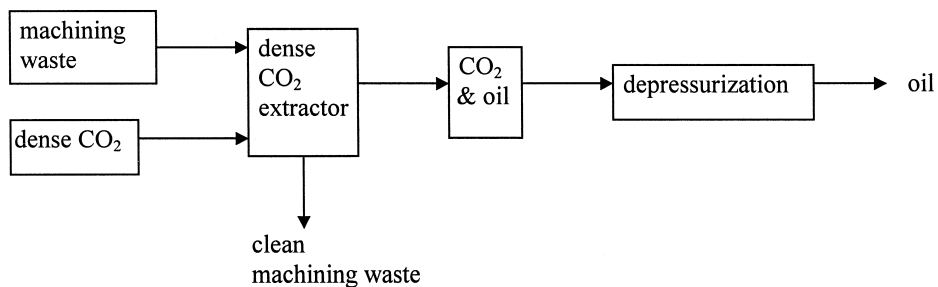 machining
waste
dense CO₂
dense
CO₂
extractor
CO₂
& oil
depressurization
oil
clean
machining waste